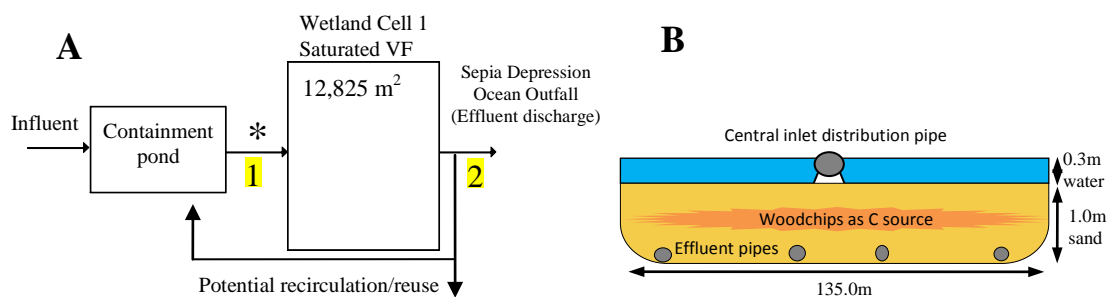 A
Wetland Cell 1
Saturated VF
12,825 m²
Sepia Depression
Ocean Outfall
(Effluent discharge)
Influent
Containment
pond
*
1
2
Potential recirculation/reuse
B
Central inlet distribution pipe
0.3m
water
Woodchips as C source
1.0m
sand
Effluent pipes
135.0m